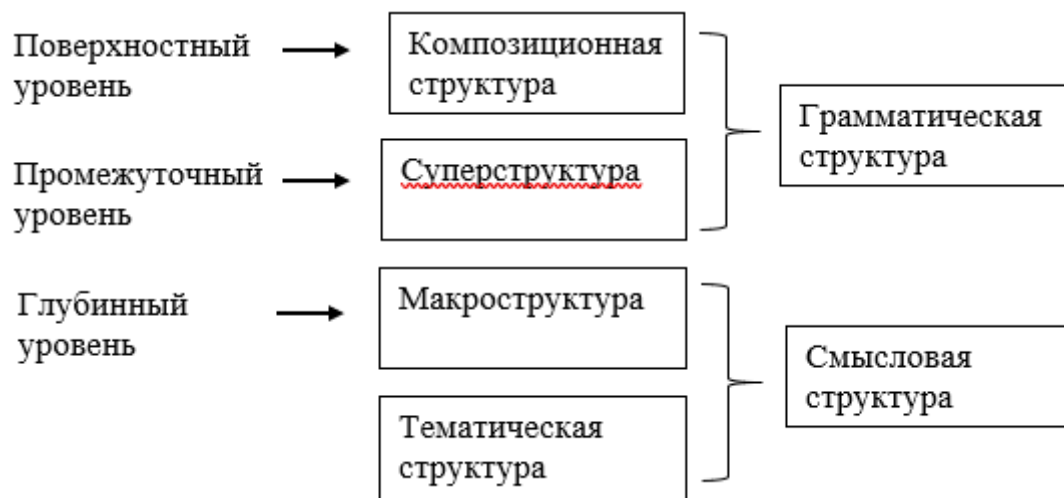 Поверхностный
уровень
Композиционная
структура
Грамматическая
структура
Промежуточный
уровень
Суперструктура
Глубинный
уровень
Макроструктура
Смысловая
структура
Тематическая
структура